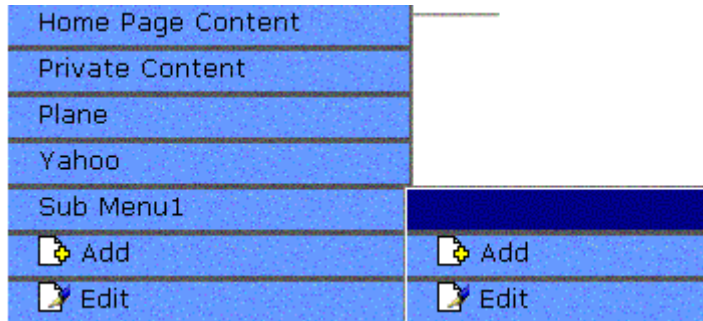 Home Page Content
Private Content
Plane
Yahoo
Sub Menu1
Add
Edit
Add
Edit